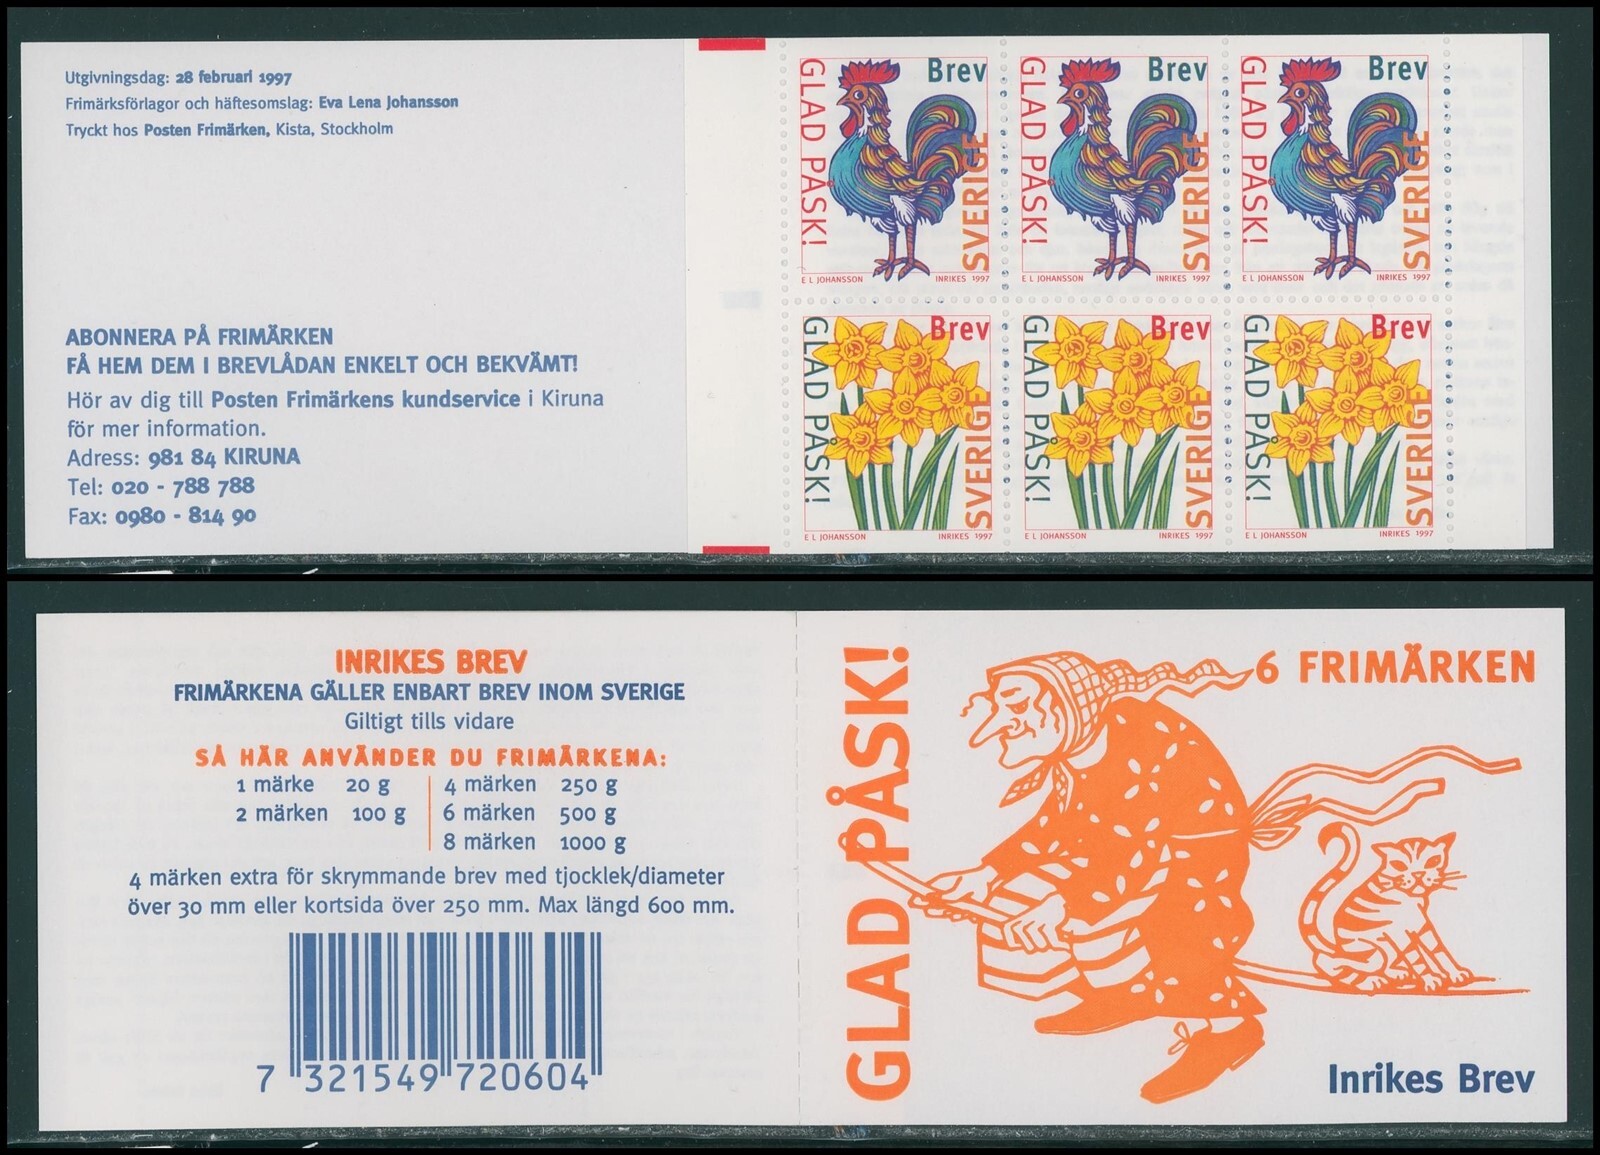 Utgivningsdag: 28 februari 1997
Frimärksförlagor och häftesomslag: Eva Lena Johansson
Tryckt hos Posten Frimärken, Kista, Stockholm
ABONNERA PÅ FRIMÄRKEN
FÅ HEM DEM I BREVLÅDAN ENKELT OCH BEKVÄMT!
Hör av dig till Posten Frimärkens kundservice i Kiruna
för mer information.
Adress: 981 84 KIRUNA
Tel: 020 - 788 788
Fax: 0980 - 814 90
GLAD PÅSK!
Brev
SVERIGE
E L JOHANSSON INRIKES 1997
GLAD PÅSK!
Brev
SVERIGE
E L JOHANSSON INRIKES 1997
GLAD PÅSK!
Brev
SVERIGE
E L JOHANSSON INRIKES 1997
GLAD PÅSK!
Brev
SVERIGE
E L JOHANSSON INRIKES 1997
GLAD PÅSK!
Brev
SVERIGE
E L JOHANSSON INRIKES 1997
GLAD PÅSK!
Brev
SVERIGE
E L JOHANSSON INRIKES 1997
INRIKES BREV
FRIMÄRKENA GÄLLER ENBART BREV INOM SVERIGE
Giltigt tills vidare
SÅ HÄR ANVÄNDER DU FRIMÄRKENA:
1 märke 20 g
2 märken 100 g
4 märken 250 g
6 märken 500 g
8 märken 1000 g
4 märken extra för skrymmande brev med tjocklek/diameter
över 30 mm eller kortsida över 250 mm. Max längd 600 mm.
7 321549 720604
GLAD PÅSK!
6 FRIMÄRKEN
Inrikes Brev